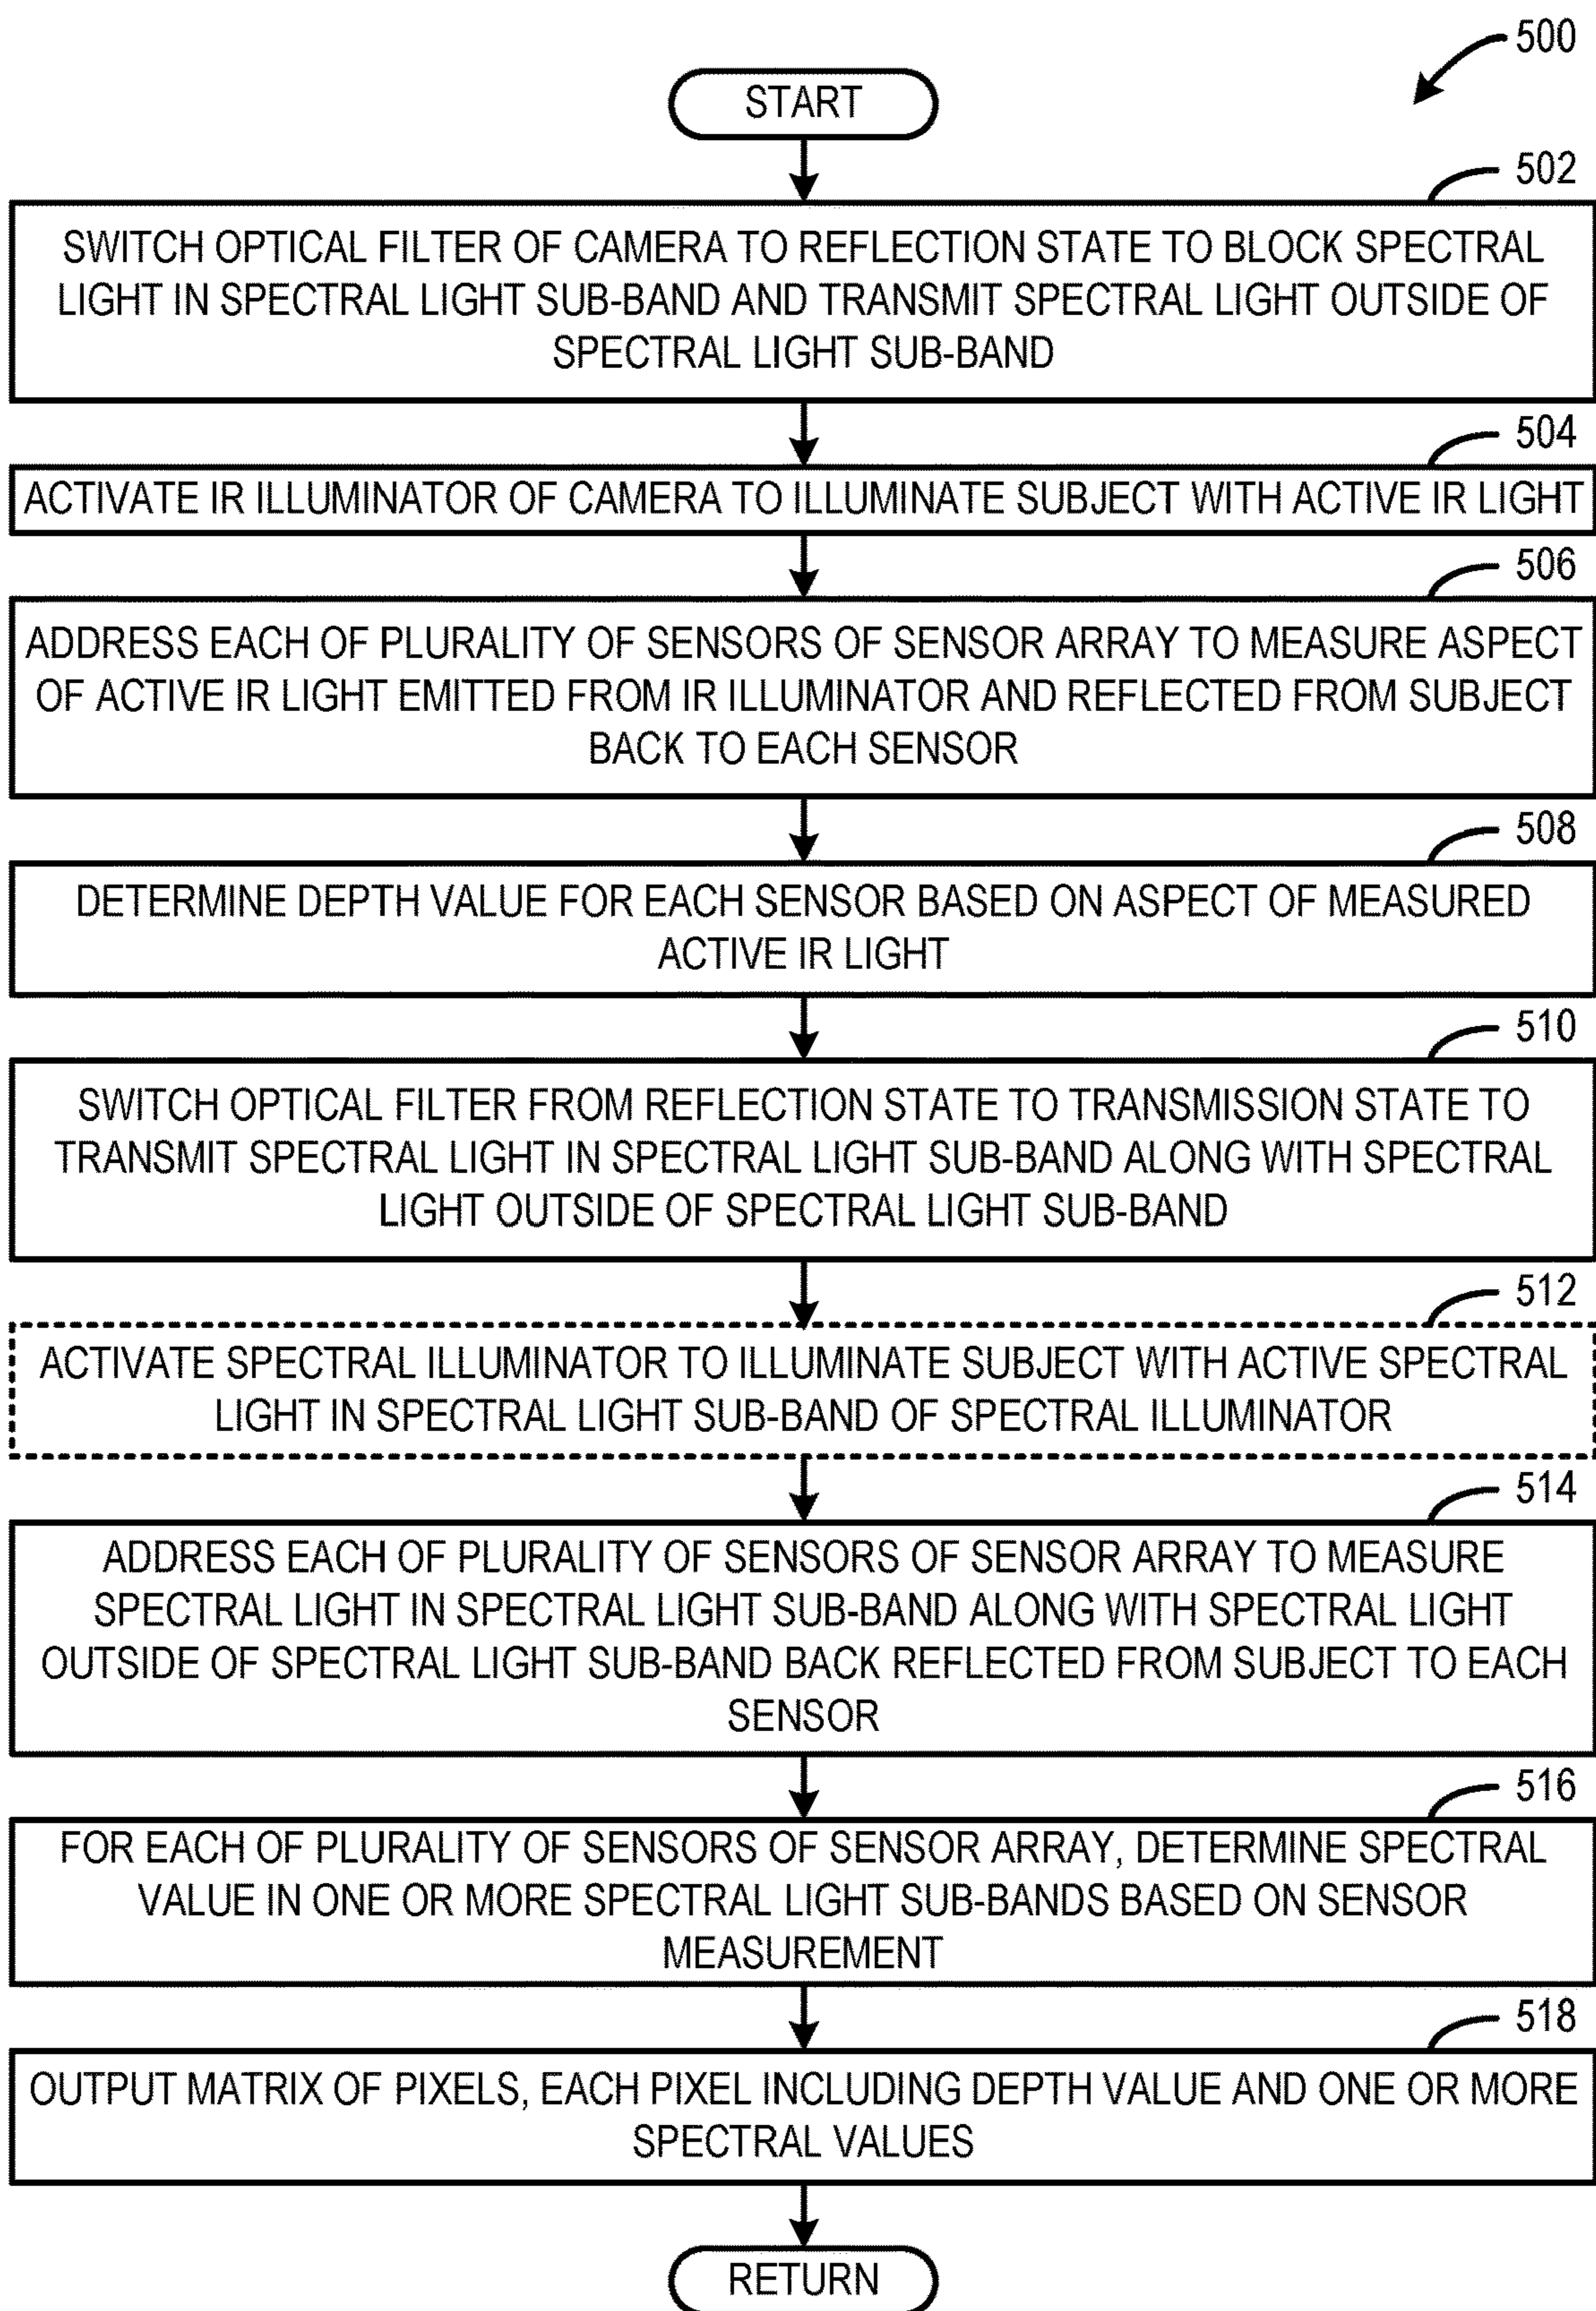 500
START
502
SWITCH OPTICAL FILTER OF CAMERA TO REFLECTION STATE TO BLOCK SPECTRAL
LIGHT IN SPECTRAL LIGHT SUB-BAND AND TRANSMIT SPECTRAL LIGHT OUTSIDE OF
SPECTRAL LIGHT SUB-BAND
504
ACTIVATE IR ILLUMINATOR OF CAMERA TO ILLUMINATE SUBJECT WITH ACTIVE IR LIGHT
506
ADDRESS EACH OF PLURALITY OF SENSORS OF SENSOR ARRAY TO MEASURE ASPECT
OF ACTIVE IR LIGHT EMITTED FROM IR ILLUMINATOR AND REFLECTED FROM SUBJECT
BACK TO EACH SENSOR
508
DETERMINE DEPTH VALUE FOR EACH SENSOR BASED ON ASPECT OF MEASURED
ACTIVE IR LIGHT
510
SWITCH OPTICAL FILTER FROM REFLECTION STATE TO TRANSMISSION STATE TO
TRANSMIT SPECTRAL LIGHT IN SPECTRAL LIGHT SUB-BAND ALONG WITH SPECTRAL
LIGHT OUTSIDE OF SPECTRAL LIGHT SUB-BAND
512
ACTIVATE SPECTRAL ILLUMINATOR TO ILLUMINATE SUBJECT WITH ACTIVE SPECTRAL
LIGHT IN SPECTRAL LIGHT SUB-BAND OF SPECTRAL ILLUMINATOR
514
ADDRESS EACH OF PLURALITY OF SENSORS OF SENSOR ARRAY TO MEASURE
SPECTRAL LIGHT IN SPECTRAL LIGHT SUB-BAND ALONG WITH SPECTRAL LIGHT
OUTSIDE OF SPECTRAL LIGHT SUB-BAND BACK REFLECTED FROM SUBJECT TO EACH
SENSOR
516
FOR EACH OF PLURALITY OF SENSORS OF SENSOR ARRAY, DETERMINE SPECTRAL
VALUE IN ONE OR MORE SPECTRAL LIGHT SUB-BANDS BASED ON SENSOR
MEASUREMENT
518
OUTPUT MATRIX OF PIXELS, EACH PIXEL INCLUDING DEPTH VALUE AND ONE OR MORE
SPECTRAL VALUES
RETURN